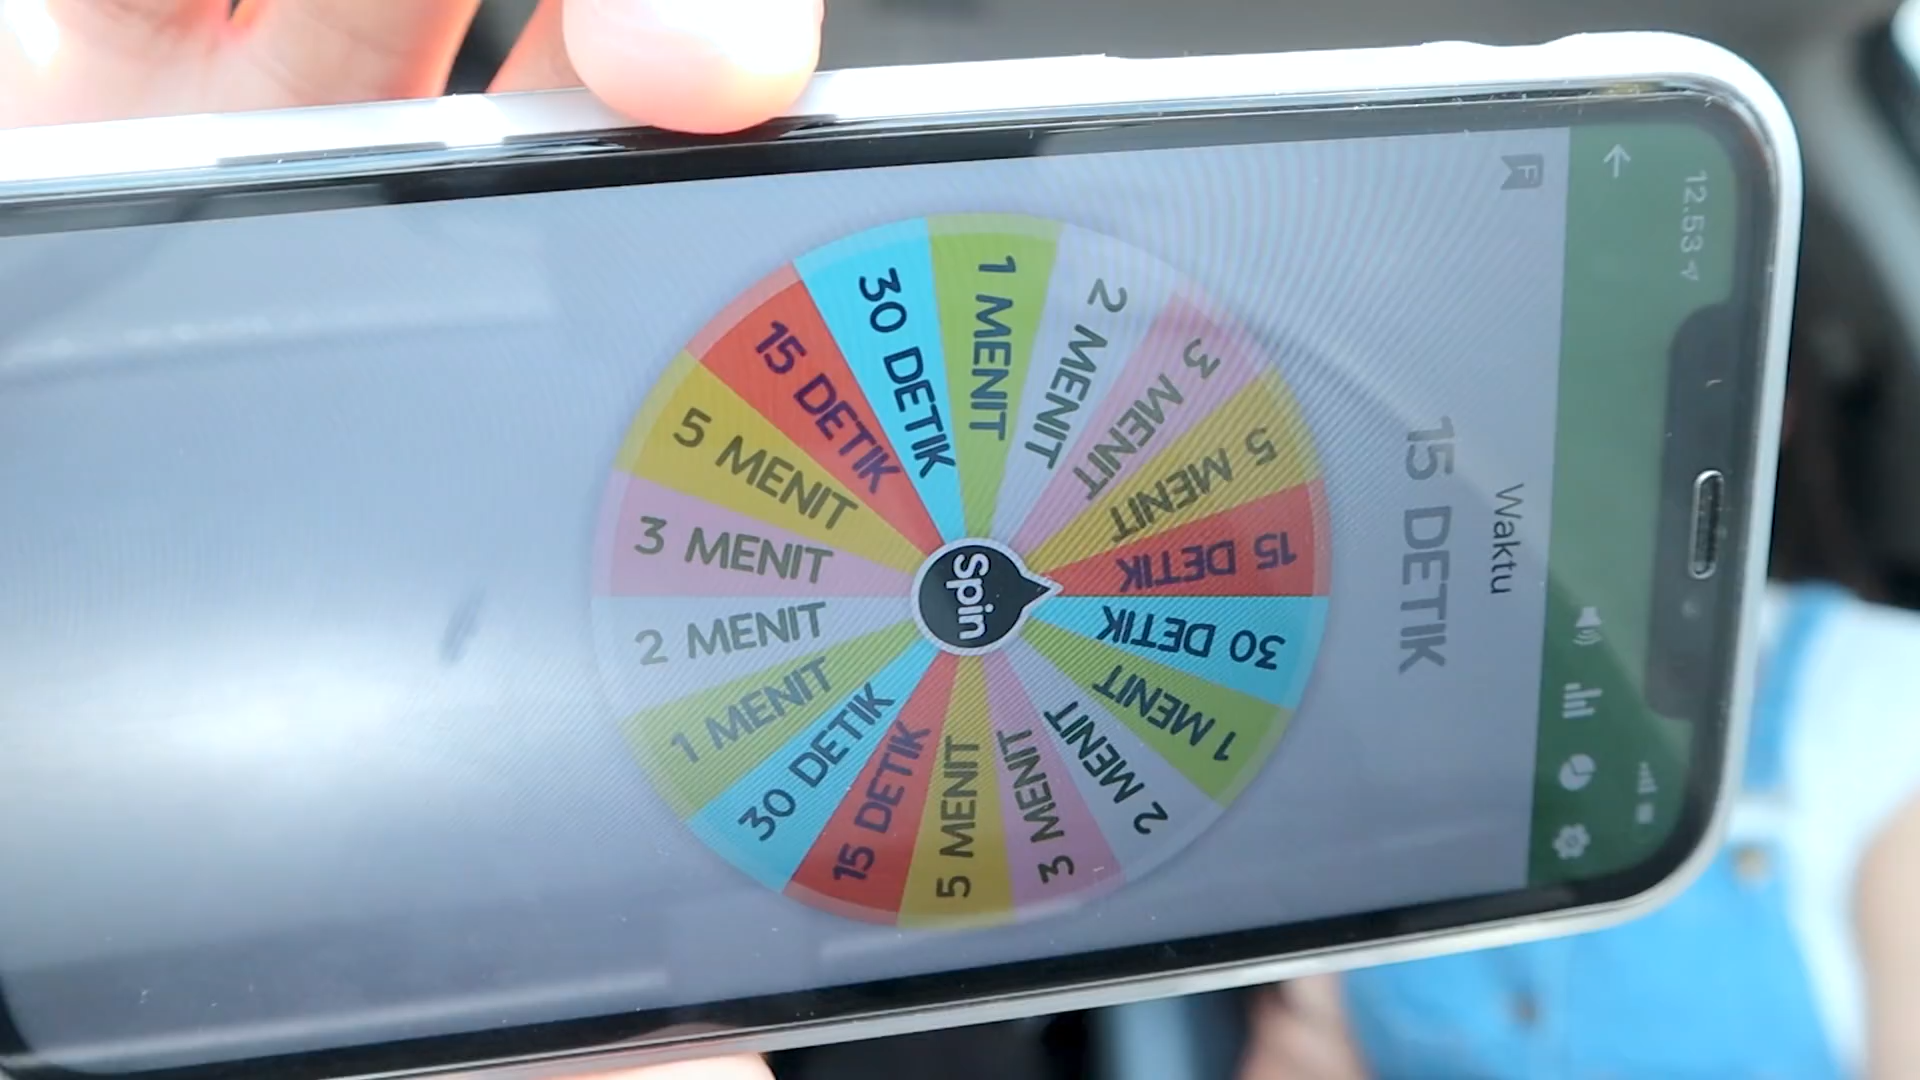 12.53
F
Waktu
15 DETIK
15 DETIK
30 DETIK
1 MENIT
2 MENIT
3 MENIT
5 MENIT
15 DETIK
30 DETIK
1 MENIT
2 MENIT
3 MENIT
5 MENIT
15 DETIK
30 DETIK
1 MENIT
2 MENIT
3 MENIT
5 MENIT
Spin